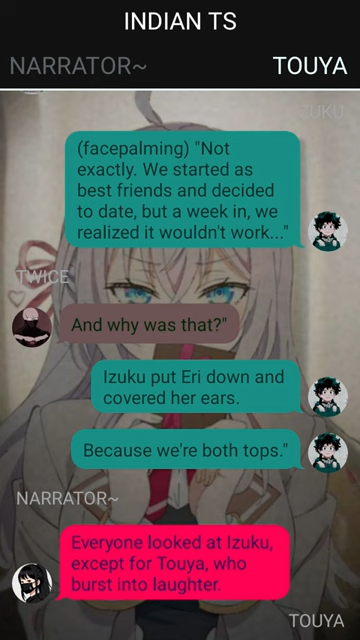 INDIAN TS
NARRATOR~
TOUYA
IZUKU
(facepalming) "Not
exactly. We started as
best friends and decided
to date, but a week in, we
realized it wouldn't work..."
TWICE
And why was that?"
Izuku put Eri down and
covered her ears.
Because we're both tops."
NARRATOR~
Everyone looked at Izuku,
except for Touya, who
burst into laughter.
TOUYA